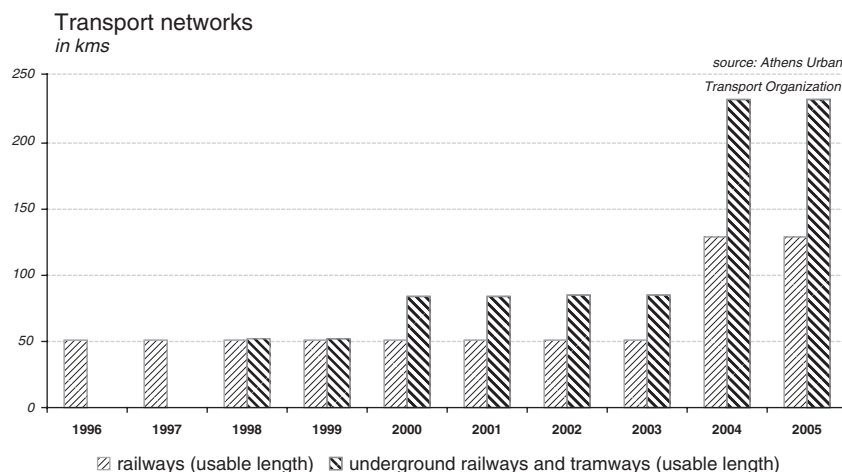 Transport networks
in kms
source: Athens Urban
Transport Organization
250
200
150
100
50
0
1996 1997 1998 1999 2000 2001 2002 2003 2004 2005
railways (usable length) underground railways and tramways (usable length)